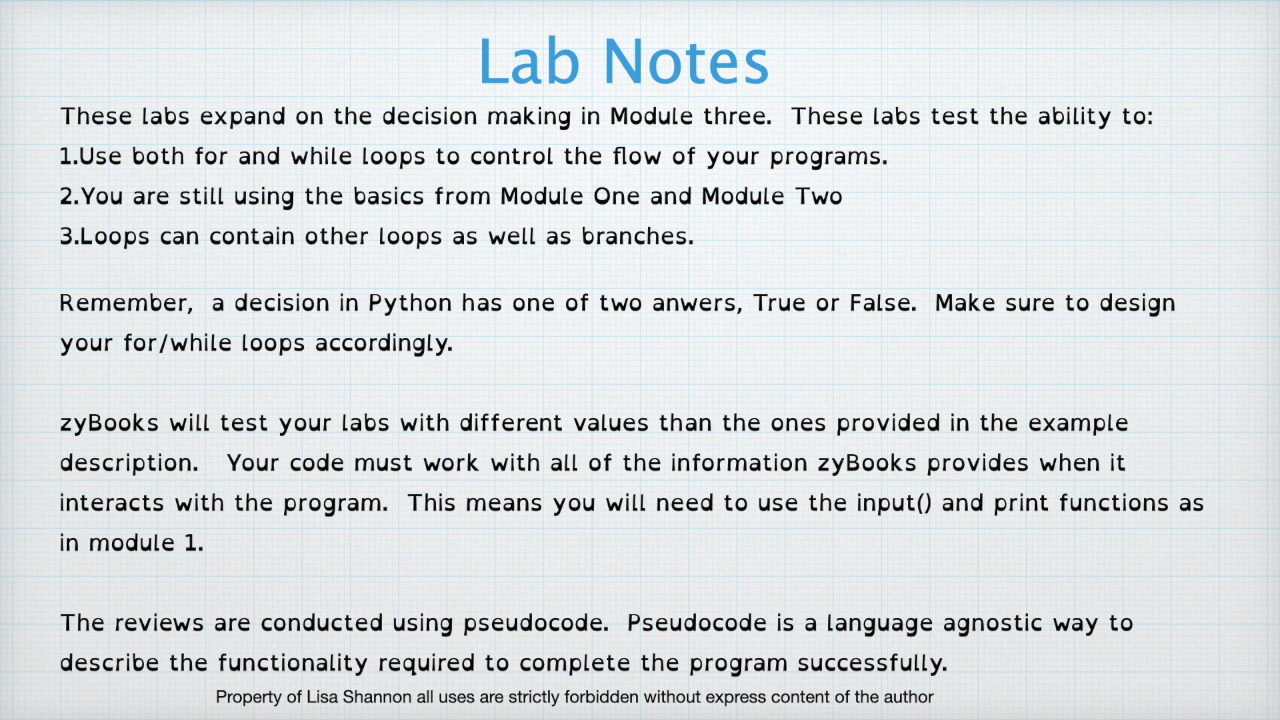 Lab Notes
These labs expand on the decision making in Module three.  These labs test the ability to:
1.Use both for and while loops to control the flow of your programs.
2.You are still using the basics from Module One and Module Two
3.Loops can contain other loops as well as branches.
Remember,  a decision in Python has one of two anwers, True or False.  Make sure to design
your for/while loops accordingly.
zyBooks will test your labs with different values than the ones provided in the example
description.   Your code must work with all of the information zyBooks provides when it
interacts with the program.  This means you will need to use the input() and print functions as
in module 1.
The reviews are conducted using pseudocode.  Pseudocode is a language agnostic way to
describe the functionality required to complete the program successfully.
Property of Lisa Shannon all uses are strictly forbidden without express content of the author